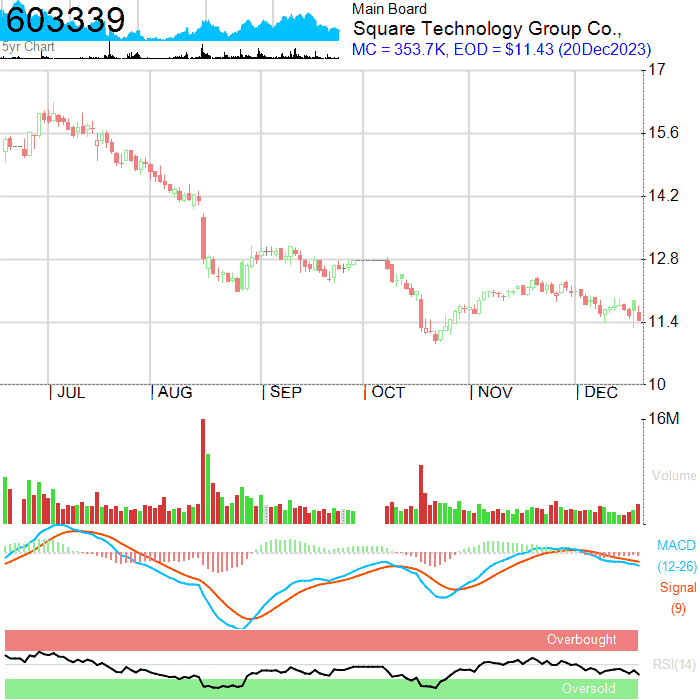 603339
5yr Chart
Main Board
Square Technology Group Co.,
MC = 353.7K, EOD = $11.43 (20Dec2023)
17
15.6
14.2
12.8
11.4
10
JUL AUG SEP OCT NOV DEC
16M
Volume
MACD
(12-26)
Signal
(9)
Overbought
RSI(14)
Oversold